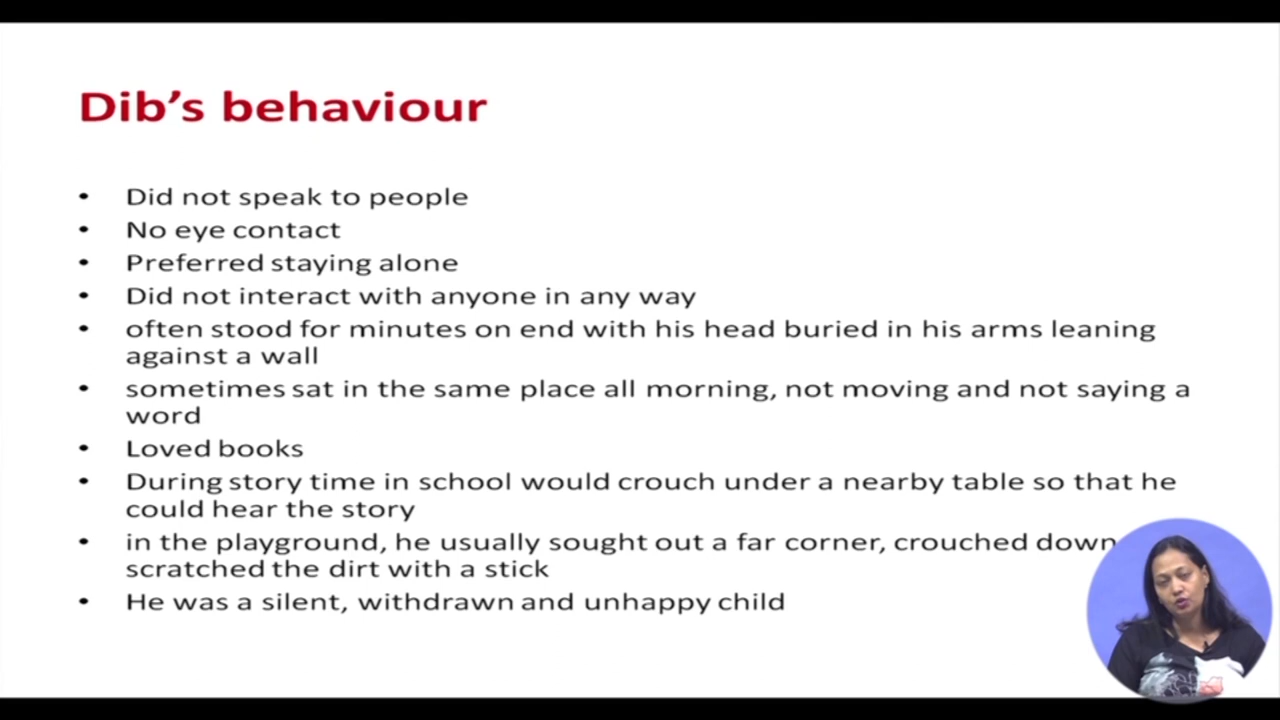 Dib's behaviour
• Did not speak to people
• No eye contact
• Preferred staying alone
• Did not interact with anyone in any way
• often stood for minutes on end with his head buried in his arms leaning
against a wall
• sometimes sat in the same place all morning, not moving and not saying a
word
• Loved books
• During story time in school would crouch under a nearby table so that he
could hear the story
• in the playground, he usually sought out a far corner, crouched down
scratched the dirt with a stick
• He was a silent, withdrawn and unhappy child